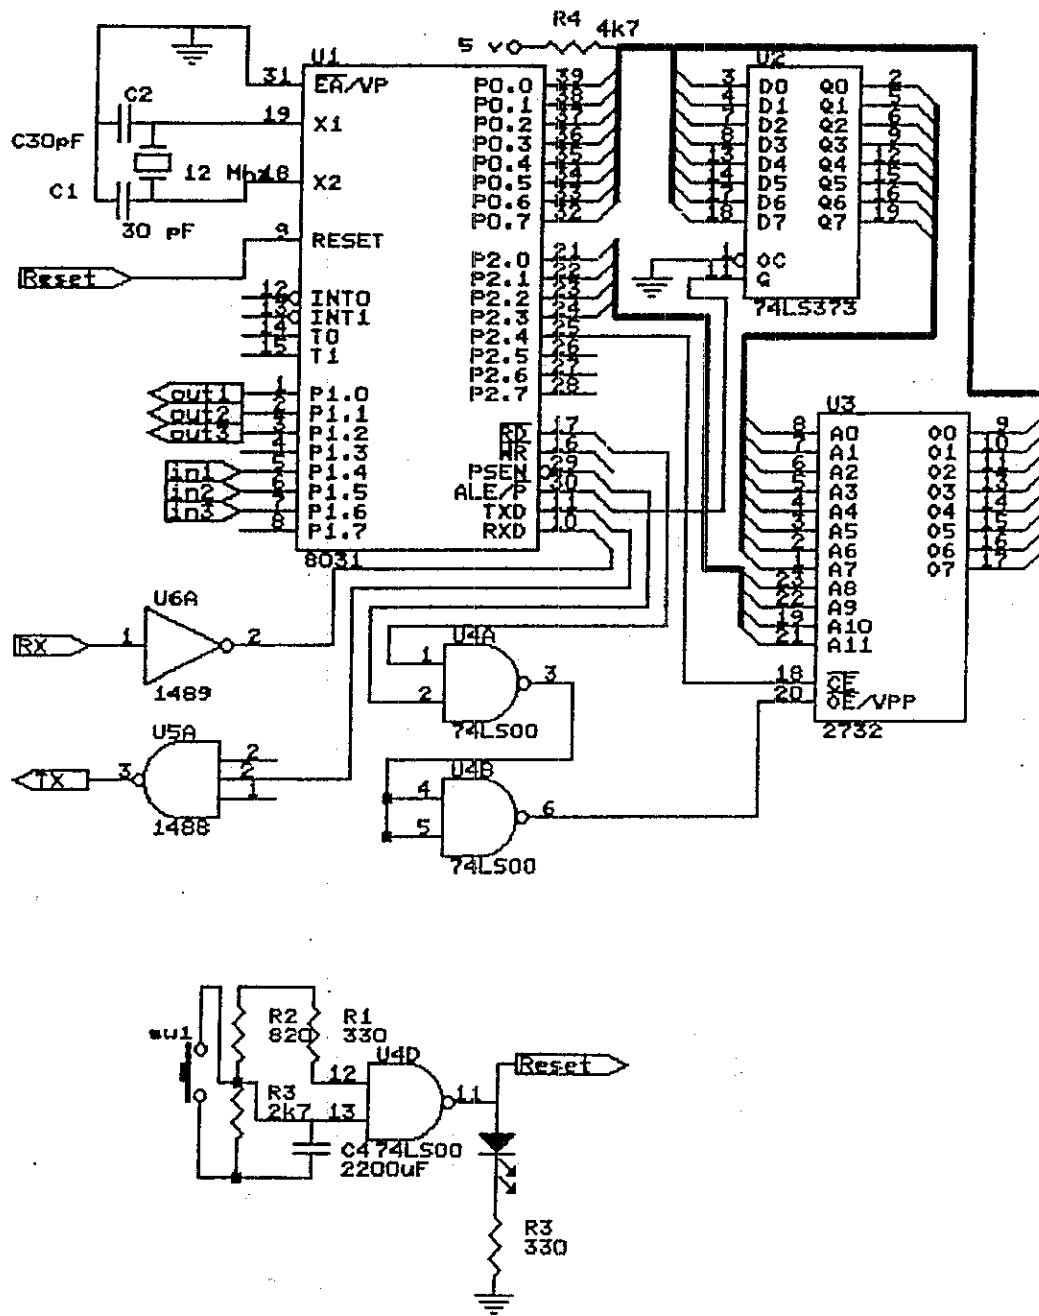 R4
4k7
5 v
U1
U2
31 EA/VP
C2
19 X1
C30pF
12 Mhz
18 X2
C1
30 pF
9 RESET
Reset
12 INT0
13 INT1
14 T0
15 T1
out1 1 P1.0
out2 2 P1.1
out3 3 P1.2
4 P1.3
in1 5 P1.4
in2 6 P1.5
in3 7 P1.6
8 P1.7
P0.0 39
P0.1 38
P0.2 37
P0.3 36
P0.4 35
P0.5 34
P0.6 33
P0.7 32
P2.0 21
P2.1 22
P2.2 23
P2.3 24
P2.4 25
P2.5 26
P2.6 27
P2.7 28
RD 17
WR 16
PSEN 29
ALE/P 30
TXD 11
RXD 10
8031
3 D0 Q0 2
D1 Q1 5
7 D2 Q2 6
8 D3 Q3 9
13 D4 Q4 12
14 D5 Q5 15
17 D6 Q6 16
18 D7 Q7 19
1 OC
11 G
74LS373
U3
8 A0 O0 9
7 A1 O1 10
6 A2 O2 11
5 A3 O3 13
4 A4 O4 14
3 A5 O5 15
2 A6 O6 16
1 A7 O7 17
23 A8
22 A9
19 A10
21 A11
18 CE
20 OE/VPP
2732
U6A
RX 1 2
1489
U5A
TX 3
2
2
1
1488
U4A
1
2
3
74LS00
U4B
4
5
6
74LS00
sw1
R2
820
R1
330
U4D
12
R3
2k7
13
11
Reset
C4 74LS00
2200uF
R3
330